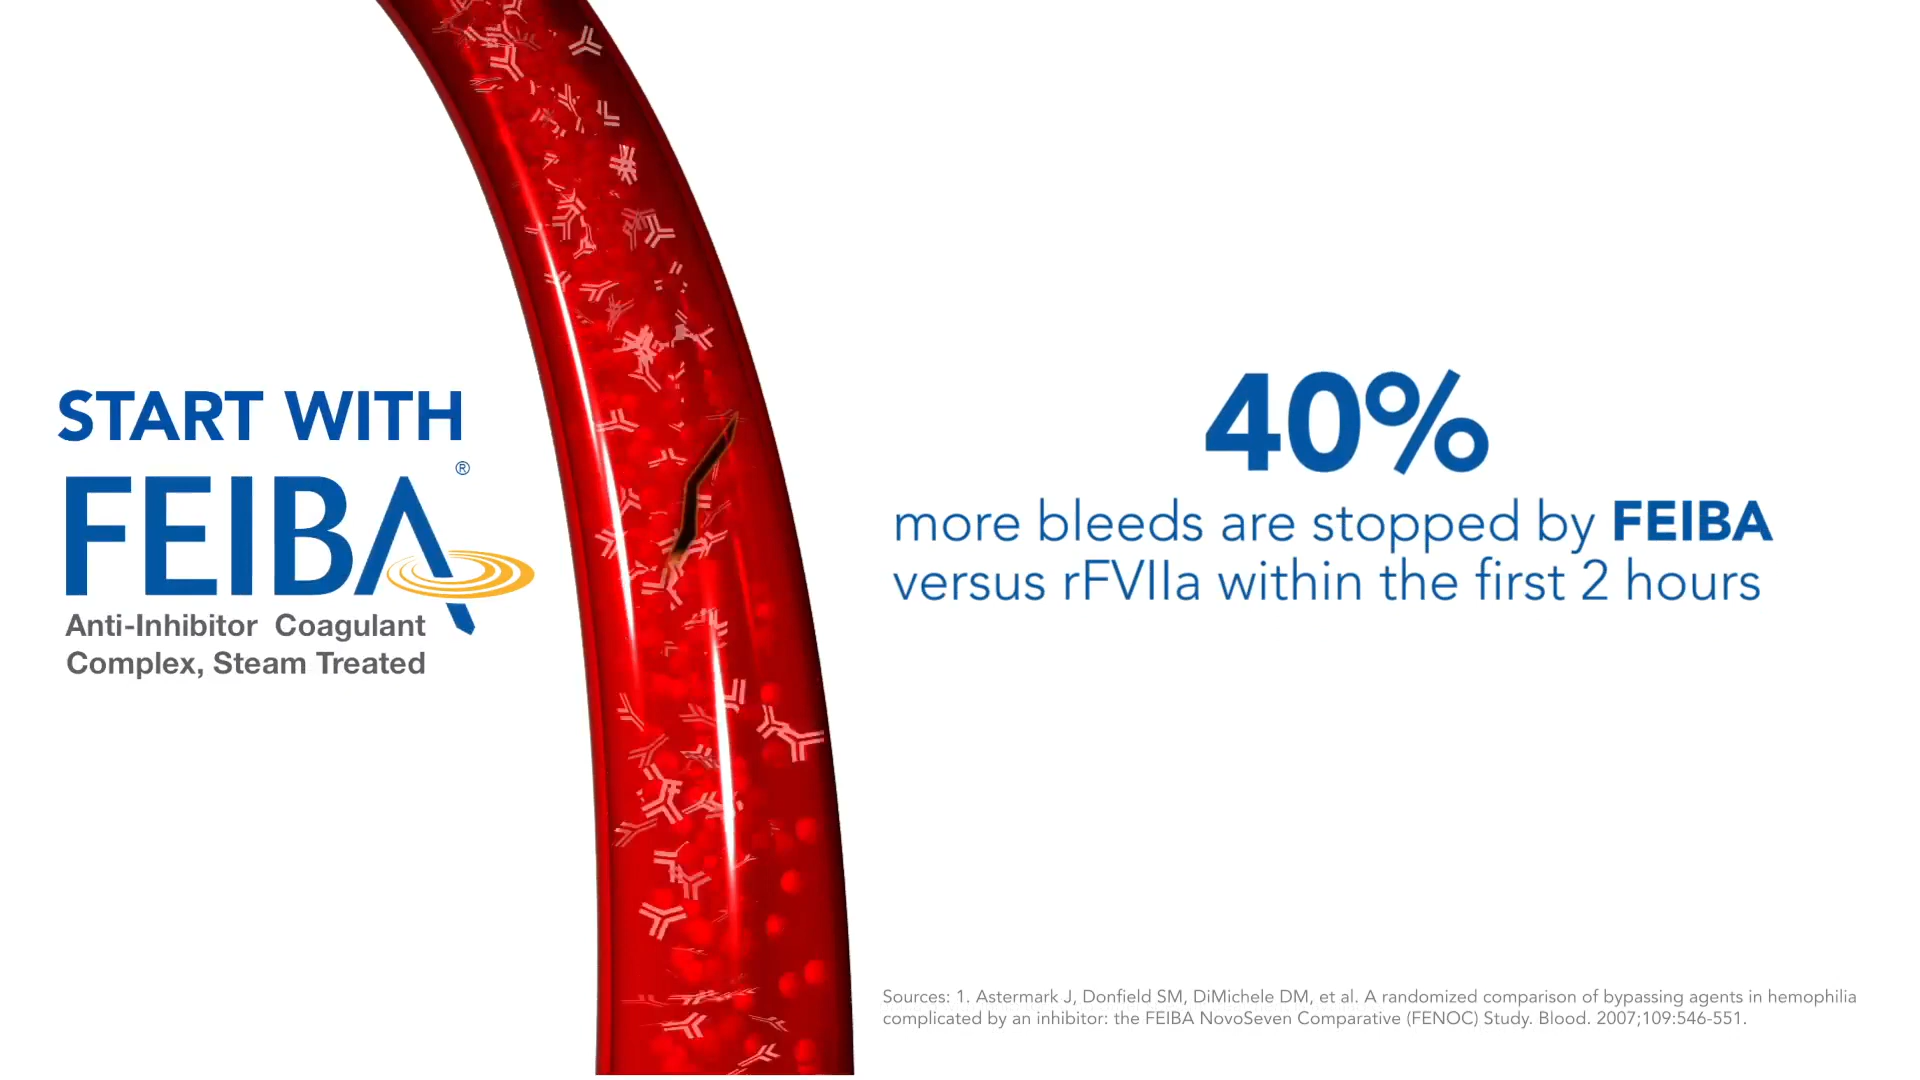 START WITH
FEIBA®
Anti-Inhibitor Coagulant
Complex, Steam Treated
40%
more bleeds are stopped by FEIBA
versus rFVIIa within the first 2 hours
Sources: 1. Astermark J, Donfield SM, DiMichele DM, et al. A randomized comparison of bypassing agents in hemophilia
complicated by an inhibitor: the FEIBA NovoSeven Comparative (FENOC) Study. Blood. 2007;109:546-551.